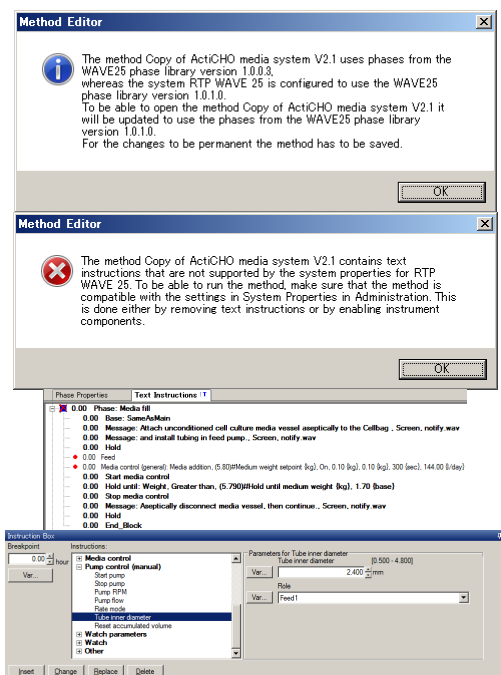 Method Editor
The method Copy of ActiCHO media system V2.1 uses phases from the
WAVE25 phase library version 1.0.0.3,
whereas the system RTP WAVE 25 is configured to use the WAVE25
phase library version 1.0.1.0.
To be able to open the method Copy of ActiCHO media system V2.1 it
will be updated to use the phases from the WAVE25 phase library
version 1.0.1.0.
For the changes to be permanent the method has to be saved.
OK
Method Editor
The method Copy of ActiCHO media system V2.1 contains text
instructions that are not supported by the system properties for RTP
WAVE 25. To be able to run the method, make sure that the method is
compatible with the settings in System Properties in Administration. This
is done either by removing text instructions or by enabling instrument
components.
OK
Phase Properties Text Instructions !T
0.00 Phase: Media fill
0.00 Base: SameAsMain
0.00 Message: Attach unconditioned cell culture media vessel aseptically to the Cellbag , Screen, notify.wav
0.00 Message: and install tubing in feed pump., Screen, notify.wav
0.00 Hold
0.00 Feed
0.00 Media control (general): Media addition, (5.80)#Medium weight setpoint {kg}, On, 0.10 {kg}, 0.10 {kg}, 300 {sec}, 144.00 {l/day}
0.00 Start media control
0.00 Hold until: Weight, Greater than, (5.790)#Hold until medium weight {kg}, 1.70 {base}
0.00 Stop media control
0.00 Message: Aseptically disconnect media vessel, then continue., Screen, notify.wav
0.00 Hold
0.00 End_Block
Instruction Box
Breakpoint
0.00 hour
Var...
Instructions:
Media control
Pump control (manual)
Start pump
Stop pump
Pump RPM
Pump flow
Rate mode
Tube inner diameter
Reset accumulated volume
Watch parameters
Watch
Other
Parameters for Tube inner diameter
Tube inner diameter [0.500 - 4.800]
Var... 2.400 mm
Role
Var... Feed1
Insert Change Replace Delete